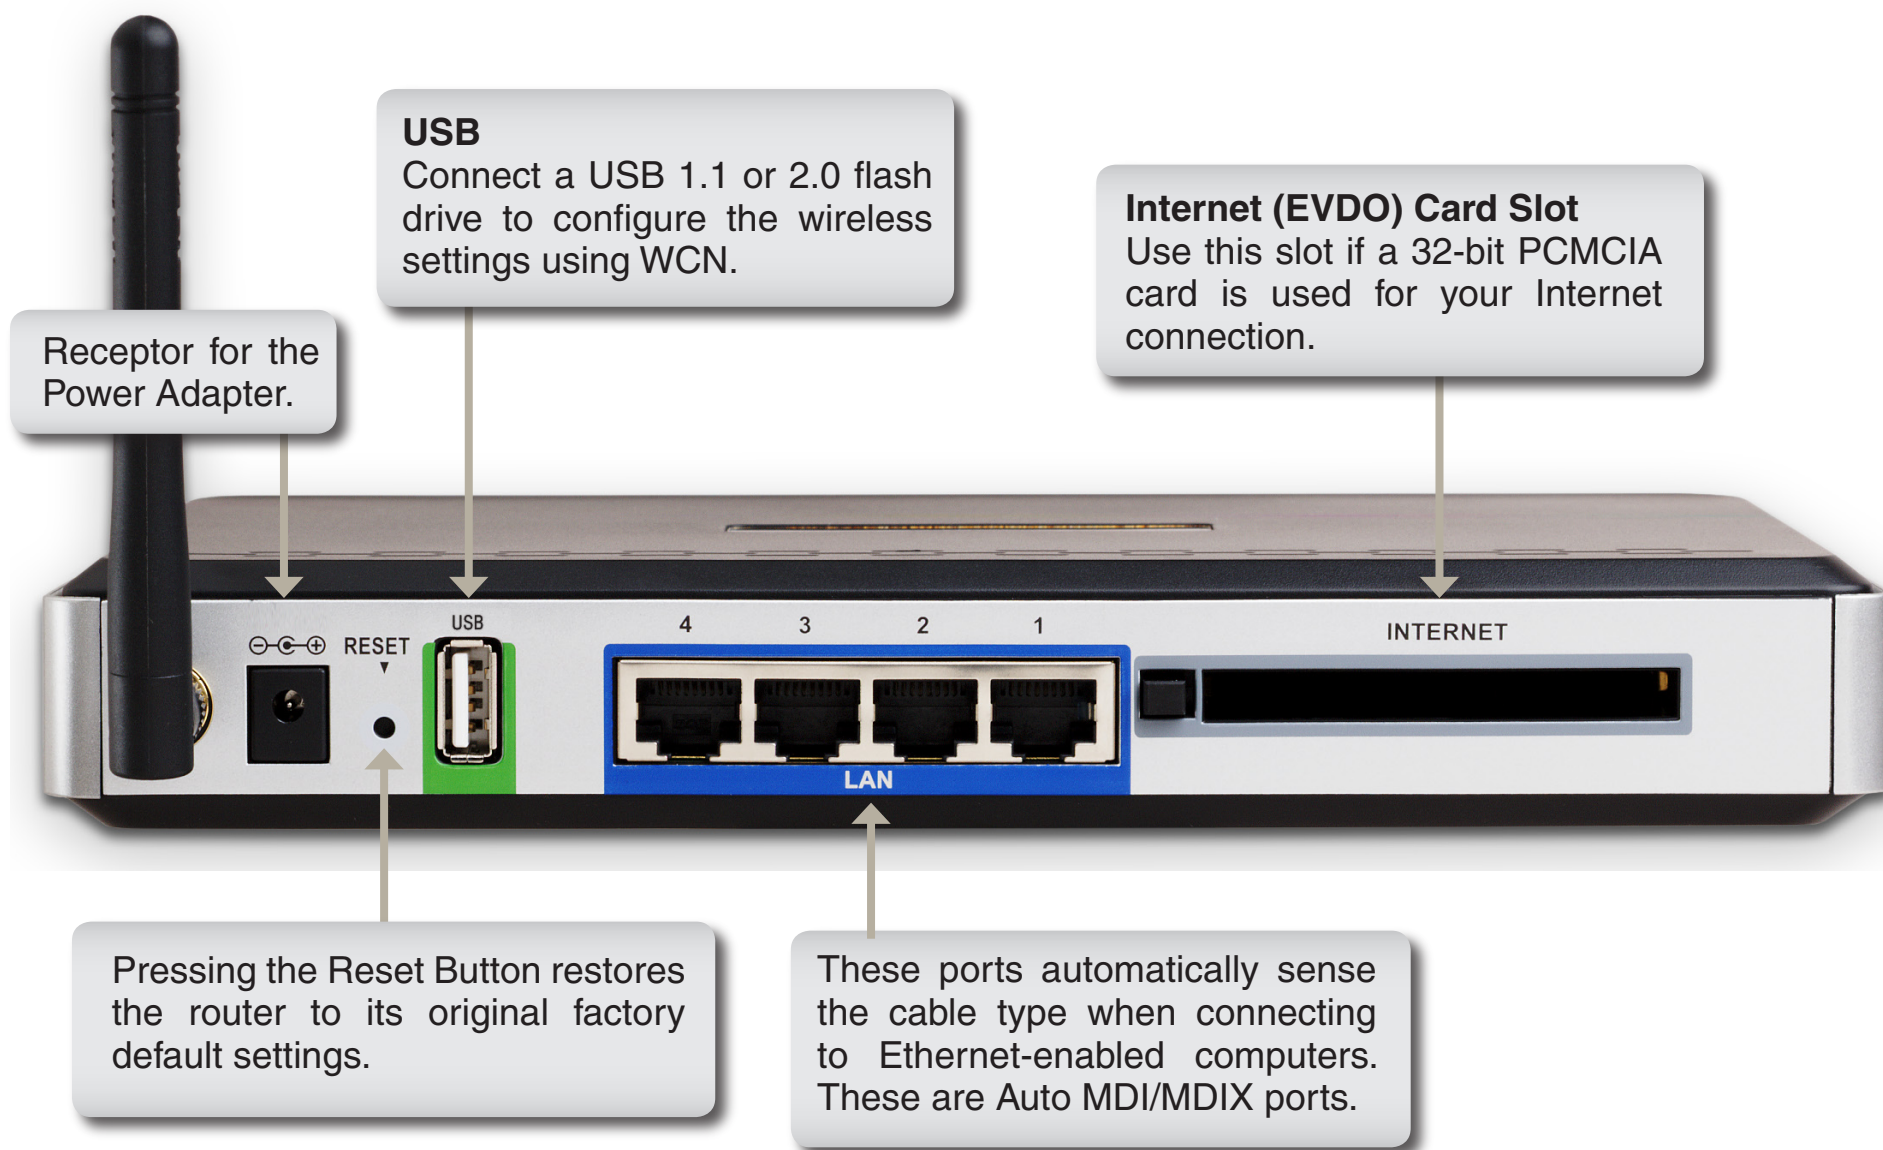 USB
Connect a USB 1.1 or 2.0 flash
drive to configure the wireless
settings using WCN.
Internet (EVDO) Card Slot
Use this slot if a 32-bit PCMCIA
card is used for your Internet
connection.
Receptor for the
Power Adapter.
RESET
USB
4 3 2 1
INTERNET
LAN
Pressing the Reset Button restores
the router to its original factory
default settings.
These ports automatically sense
the cable type when connecting
to Ethernet-enabled computers.
These are Auto MDI/MDIX ports.